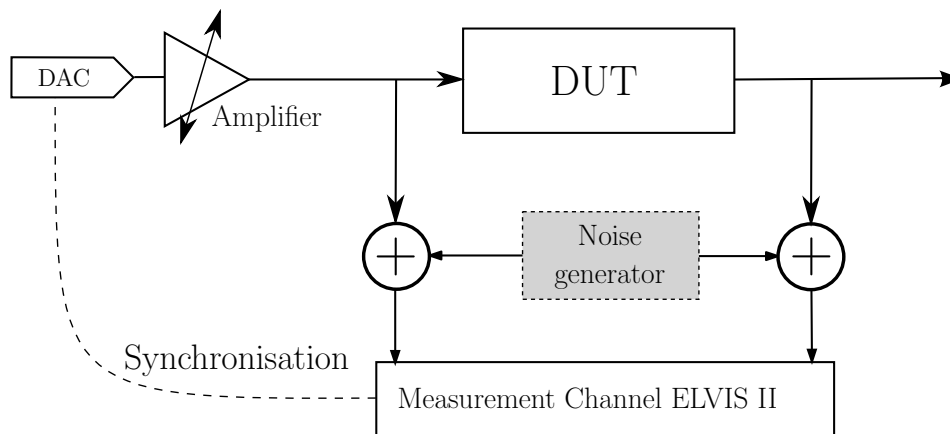 DAC
DUT
Amplifier
Noise
generator
Synchronisation
Measurement Channel ELVIS II